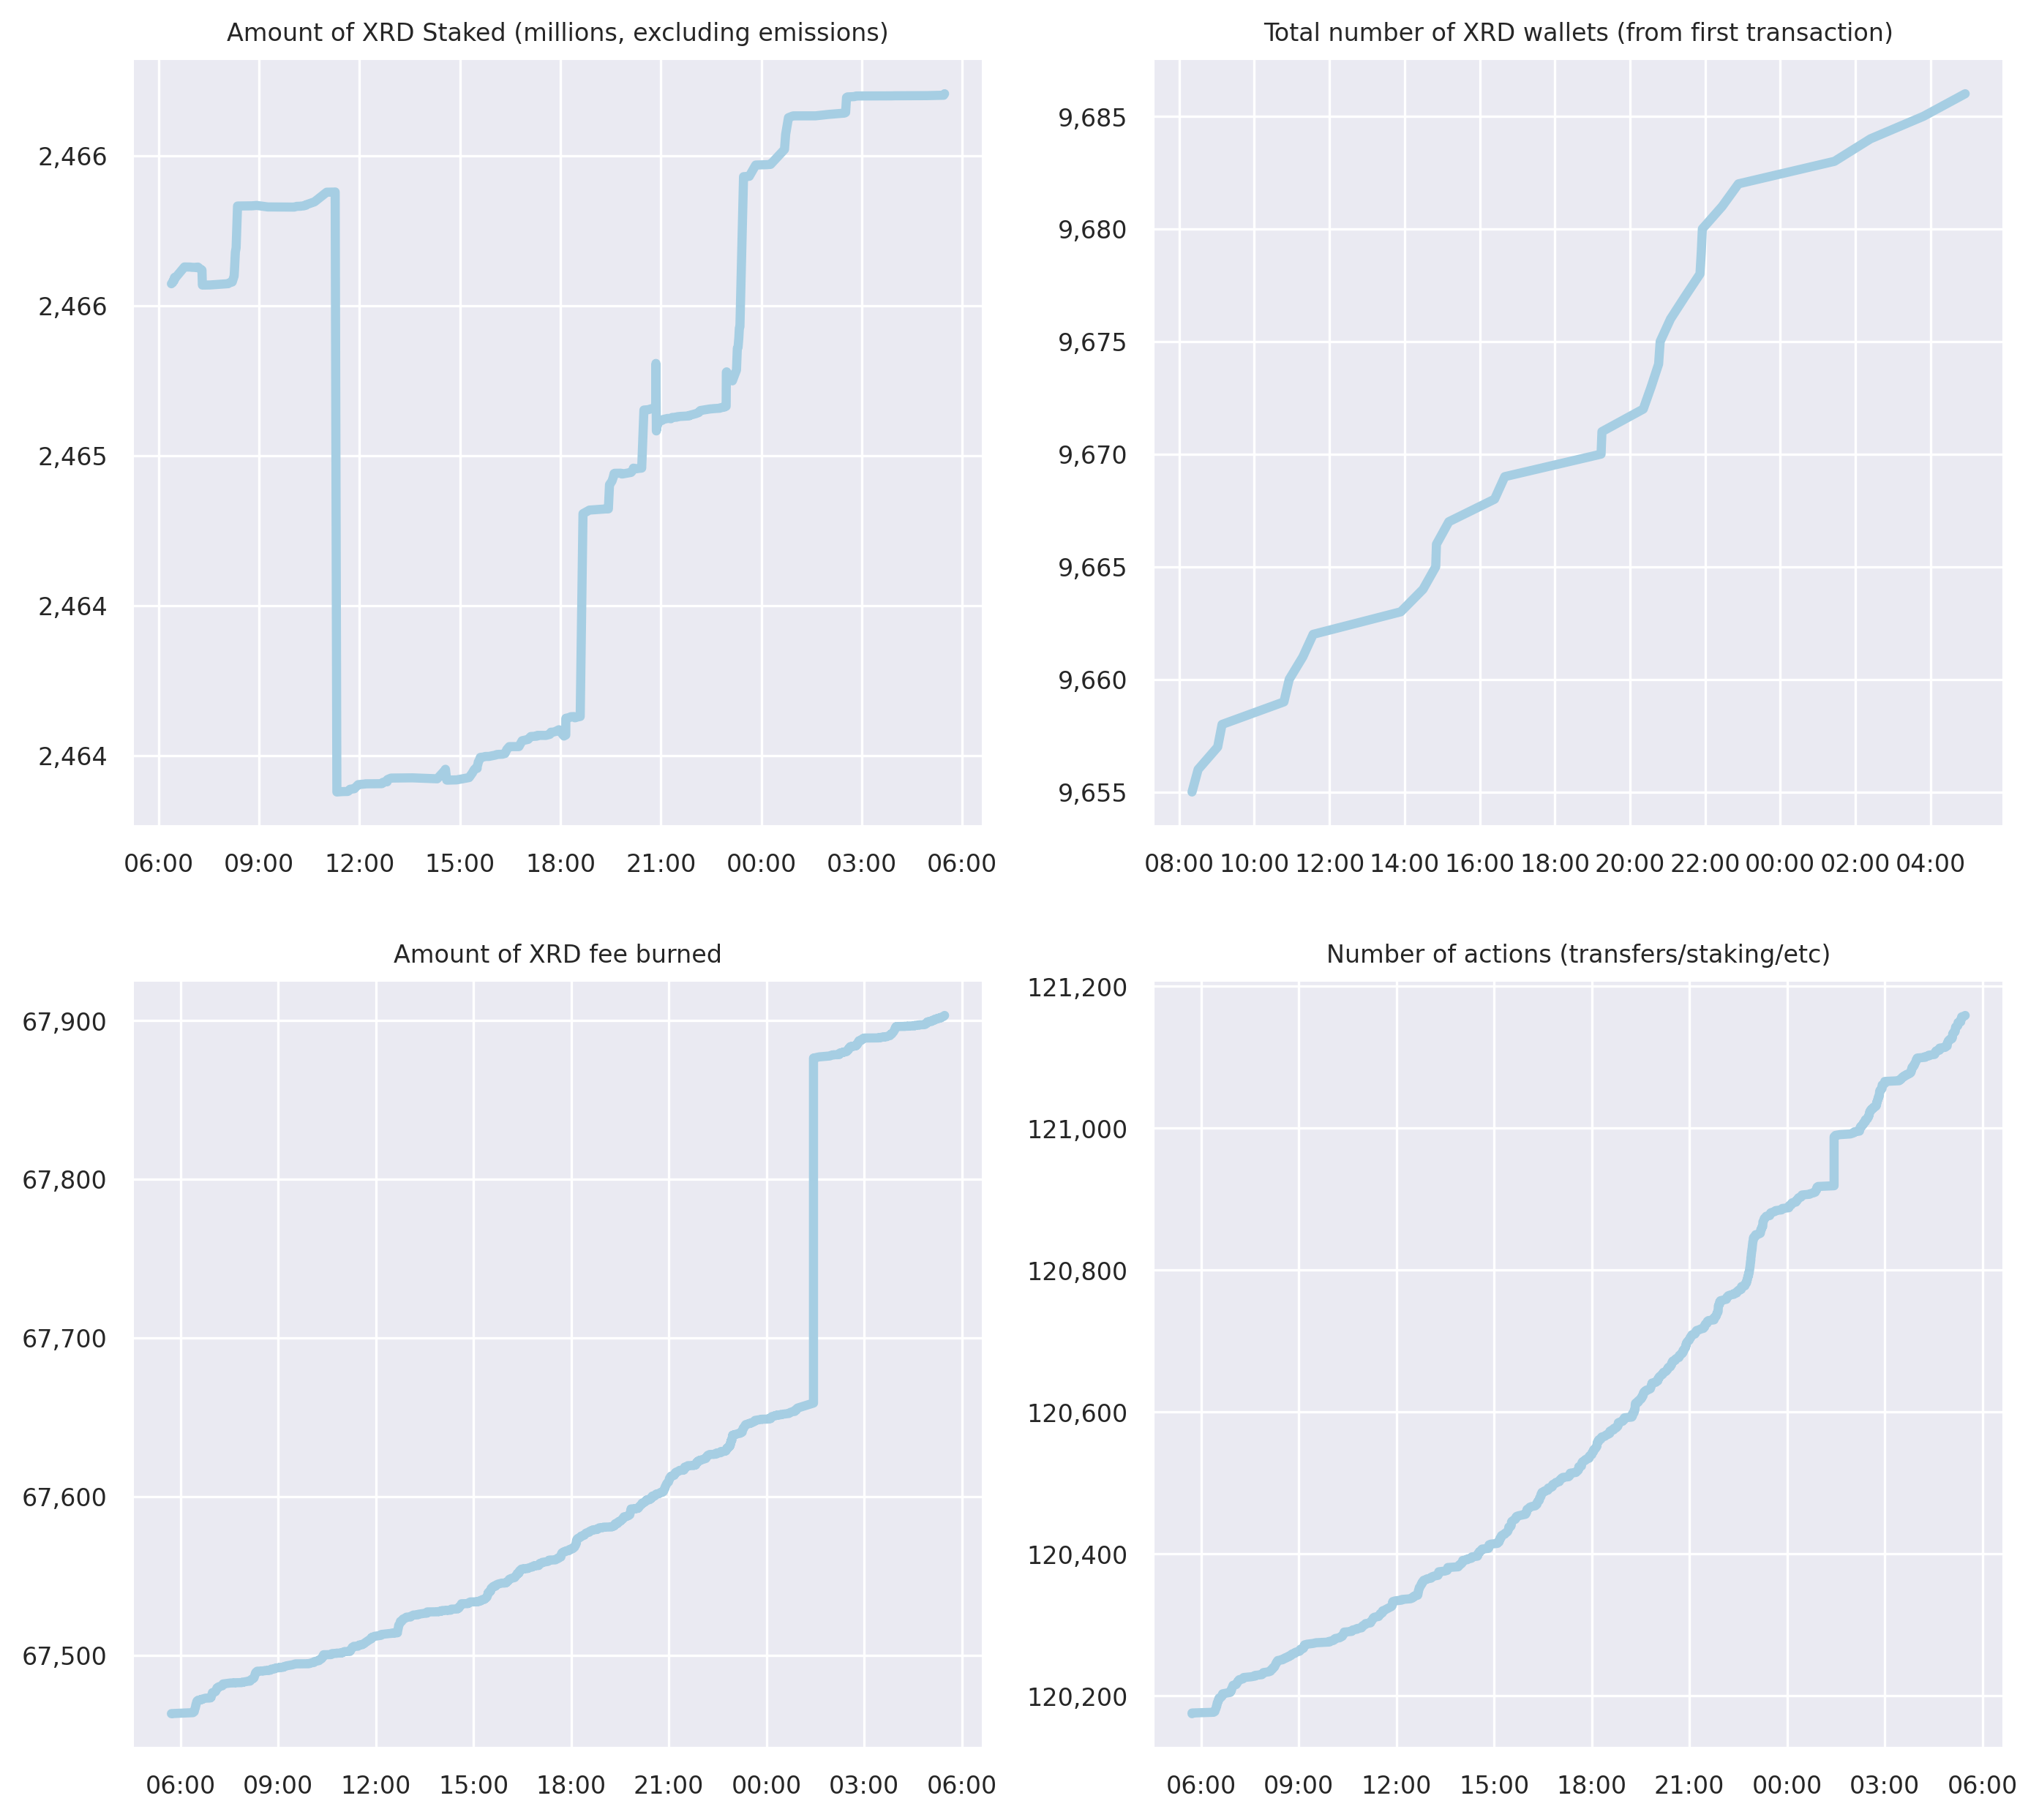 Amount of XRD Staked (millions, excluding emissions)
2,466
2,466
2,465
2,464
2,464
06:00 09:00 12:00 15:00 18:00 21:00 00:00 03:00 06:00
Total number of XRD wallets (from first transaction)
9,685
9,680
9,675
9,670
9,665
9,660
9,655
08:00 10:00 12:00 14:00 16:00 18:00 20:00 22:00 00:00 02:00 04:00
Amount of XRD fee burned
67,900
67,800
67,700
67,600
67,500
06:00 09:00 12:00 15:00 18:00 21:00 00:00 03:00 06:00
Number of actions (transfers/staking/etc)
121,200
121,000
120,800
120,600
120,400
120,200
06:00 09:00 12:00 15:00 18:00 21:00 00:00 03:00 06:00